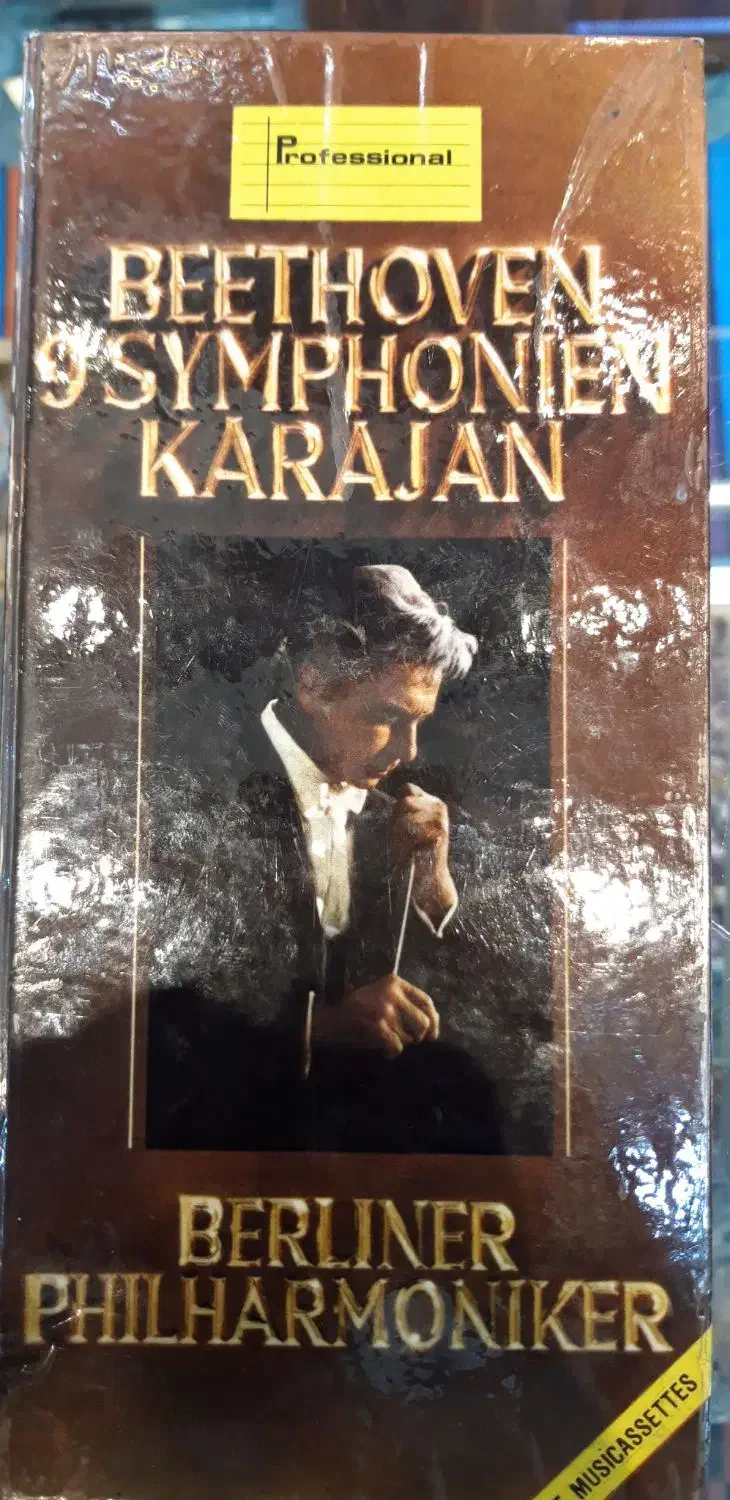 Professional
BEETHOVEN
9 SYMPHONIEN
KARAJAN
BERLINER
PHILHARMONIKER
MUSICASSETTES